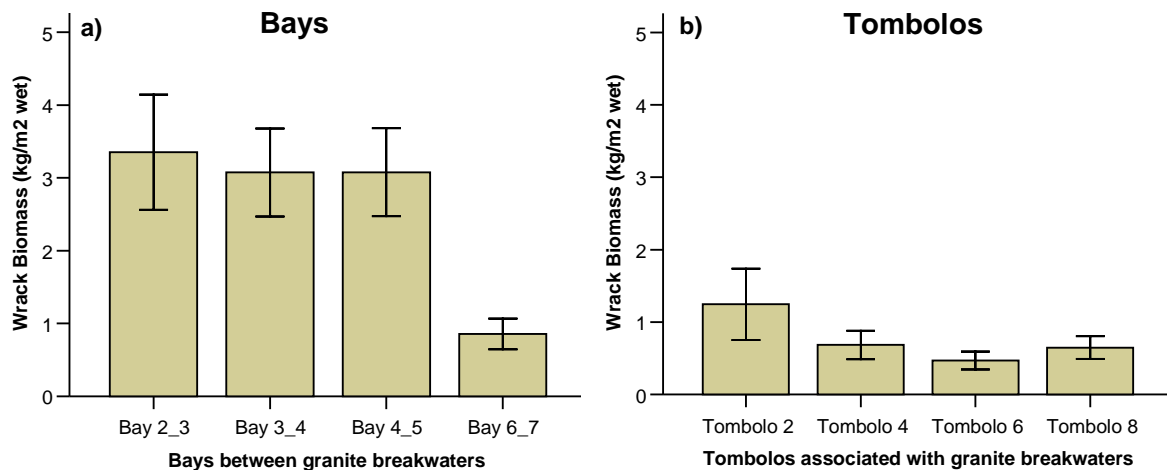 a) Bays
Wrack Biomass (kg/m2 wet)
5
4
3
2
1
0
Bay 2_3 Bay 3_4 Bay 4_5 Bay 6_7
Bays between granite breakwaters
b) Tombolos
Wrack Biomass (kg/m2 wet)
5
4
3
2
1
0
Tombolo 2 Tombolo 4 Tombolo 6 Tombolo 8
Tombolos associated with granite breakwaters